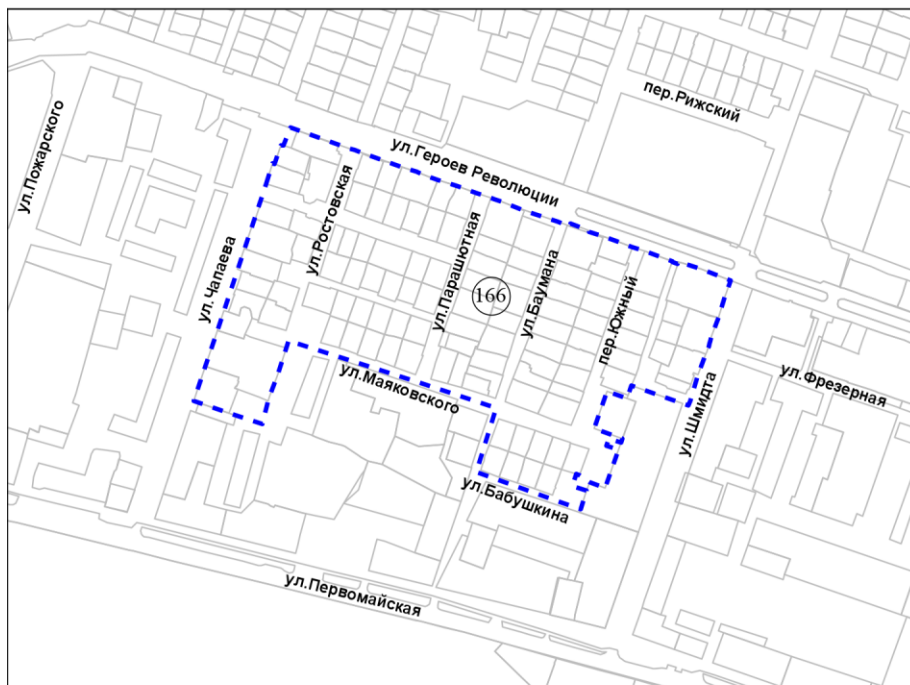 пер.Рижский
ул.Пожарского
ул.Героев Революции
ул.Ростовская
ул.Парашютная
ул.Баумана
ул.Чапаева
166
пер.Южный
ул.Маяковского
ул.Фрезерная
ул.Шмидта
ул.Бабушкина
ул.Первомайская